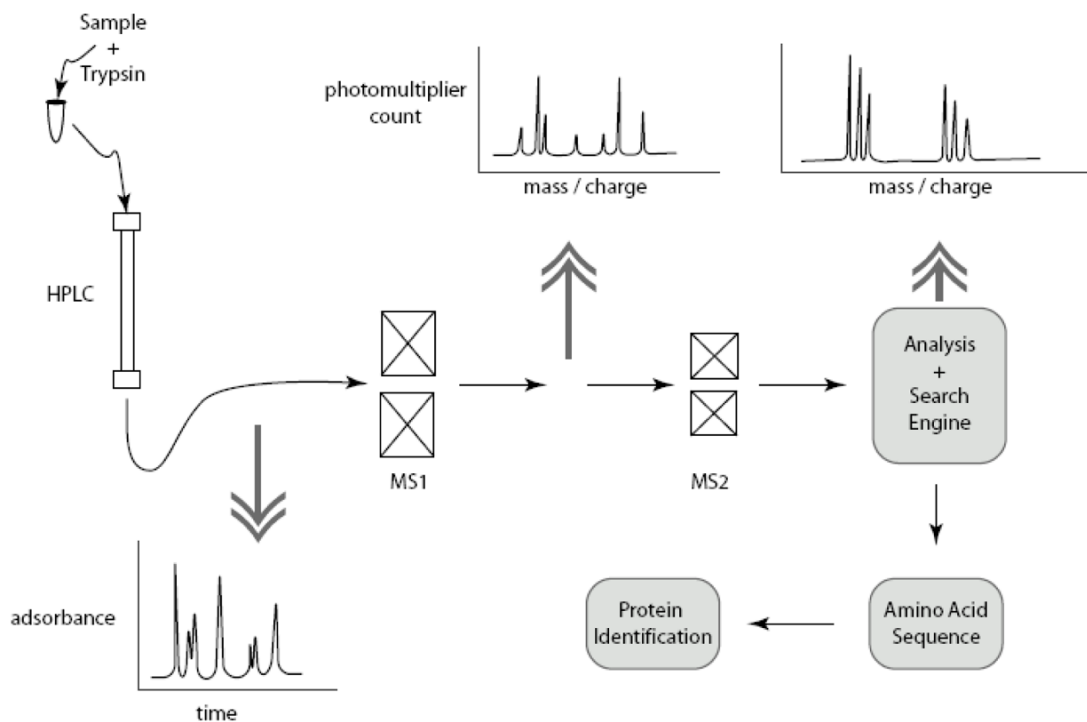 Sample
+
Trypsin
HPLC
photomultiplier
count
mass / charge
mass / charge
MS1
MS2
Analysis
+
Search
Engine
adsorbance
time
Protein
Identification
Amino Acid
Sequence